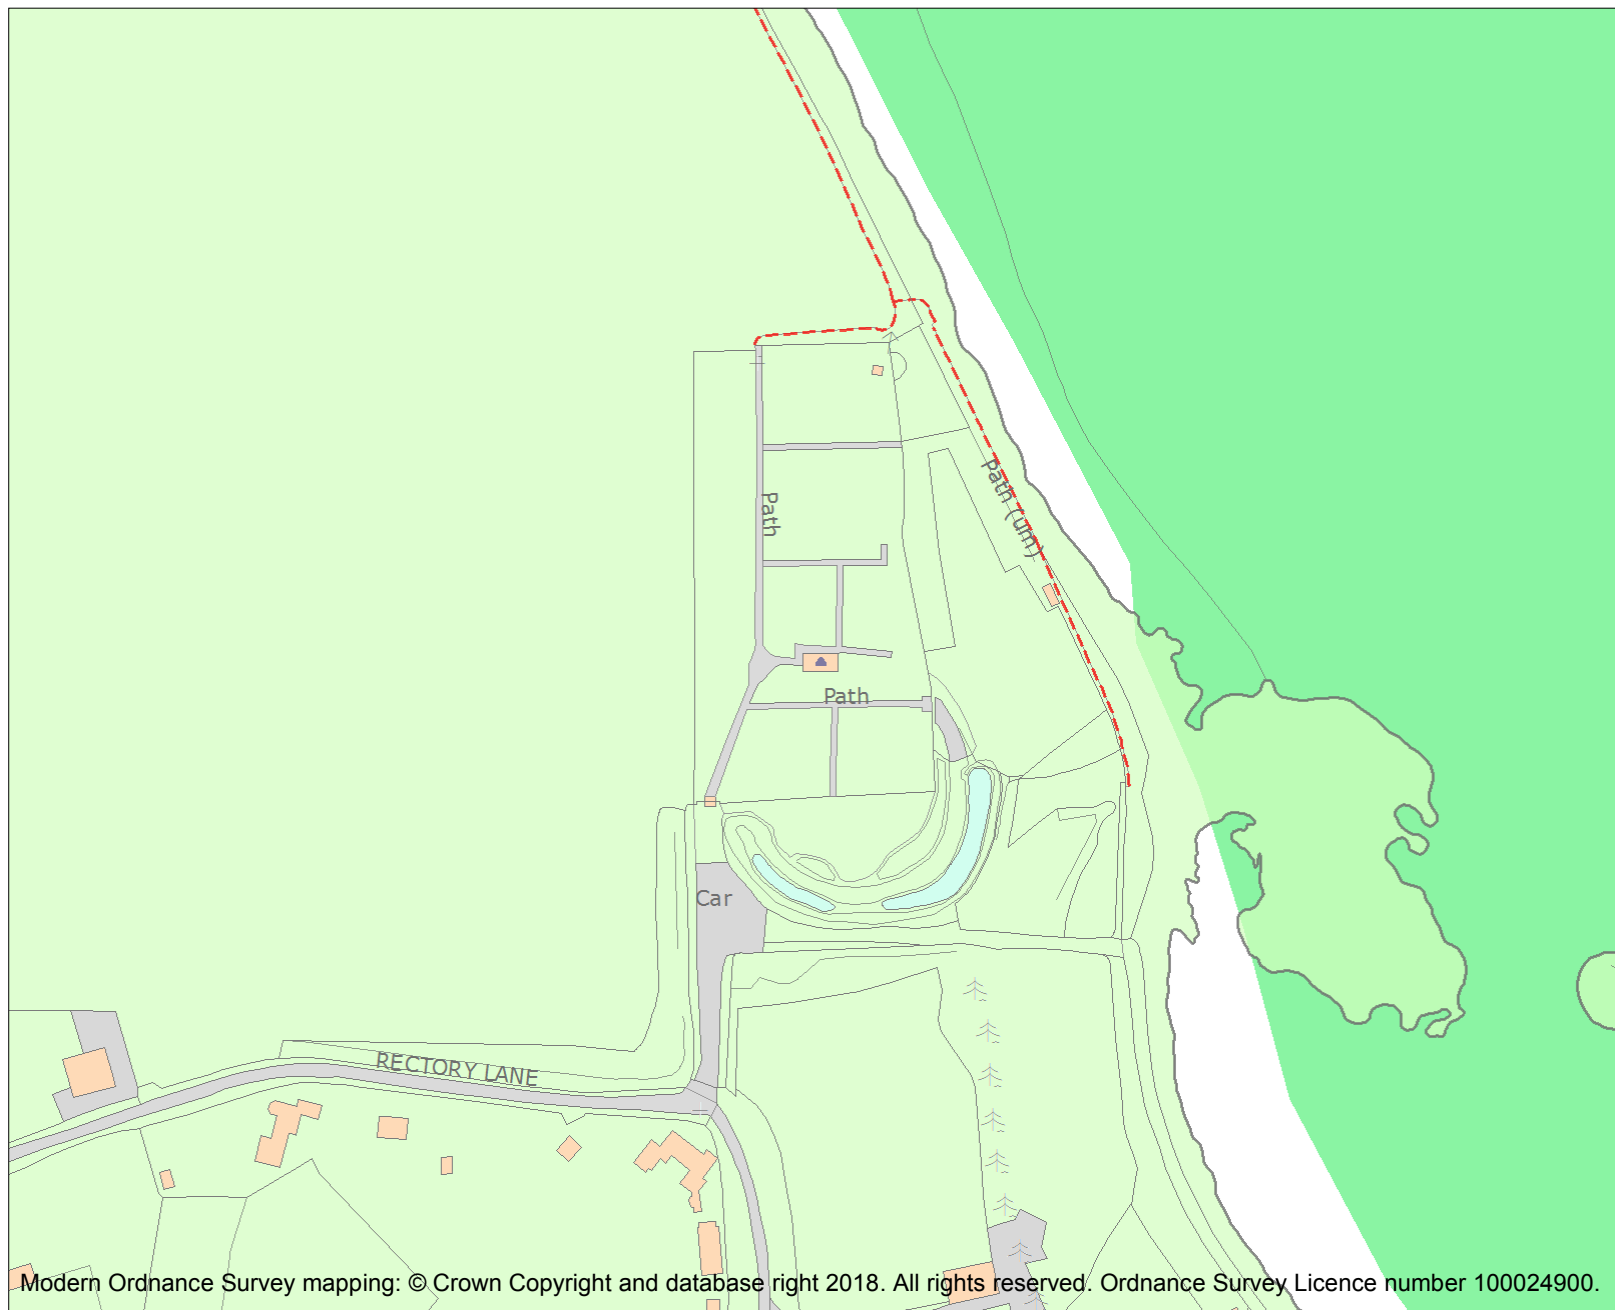 Path (um)
Path
Path
Car
RECTORY LANE
Modern Ordnance Survey mapping: © Crown Copyright and database right 2018. All rights reserved. Ordnance Survey Licence number 100024900.